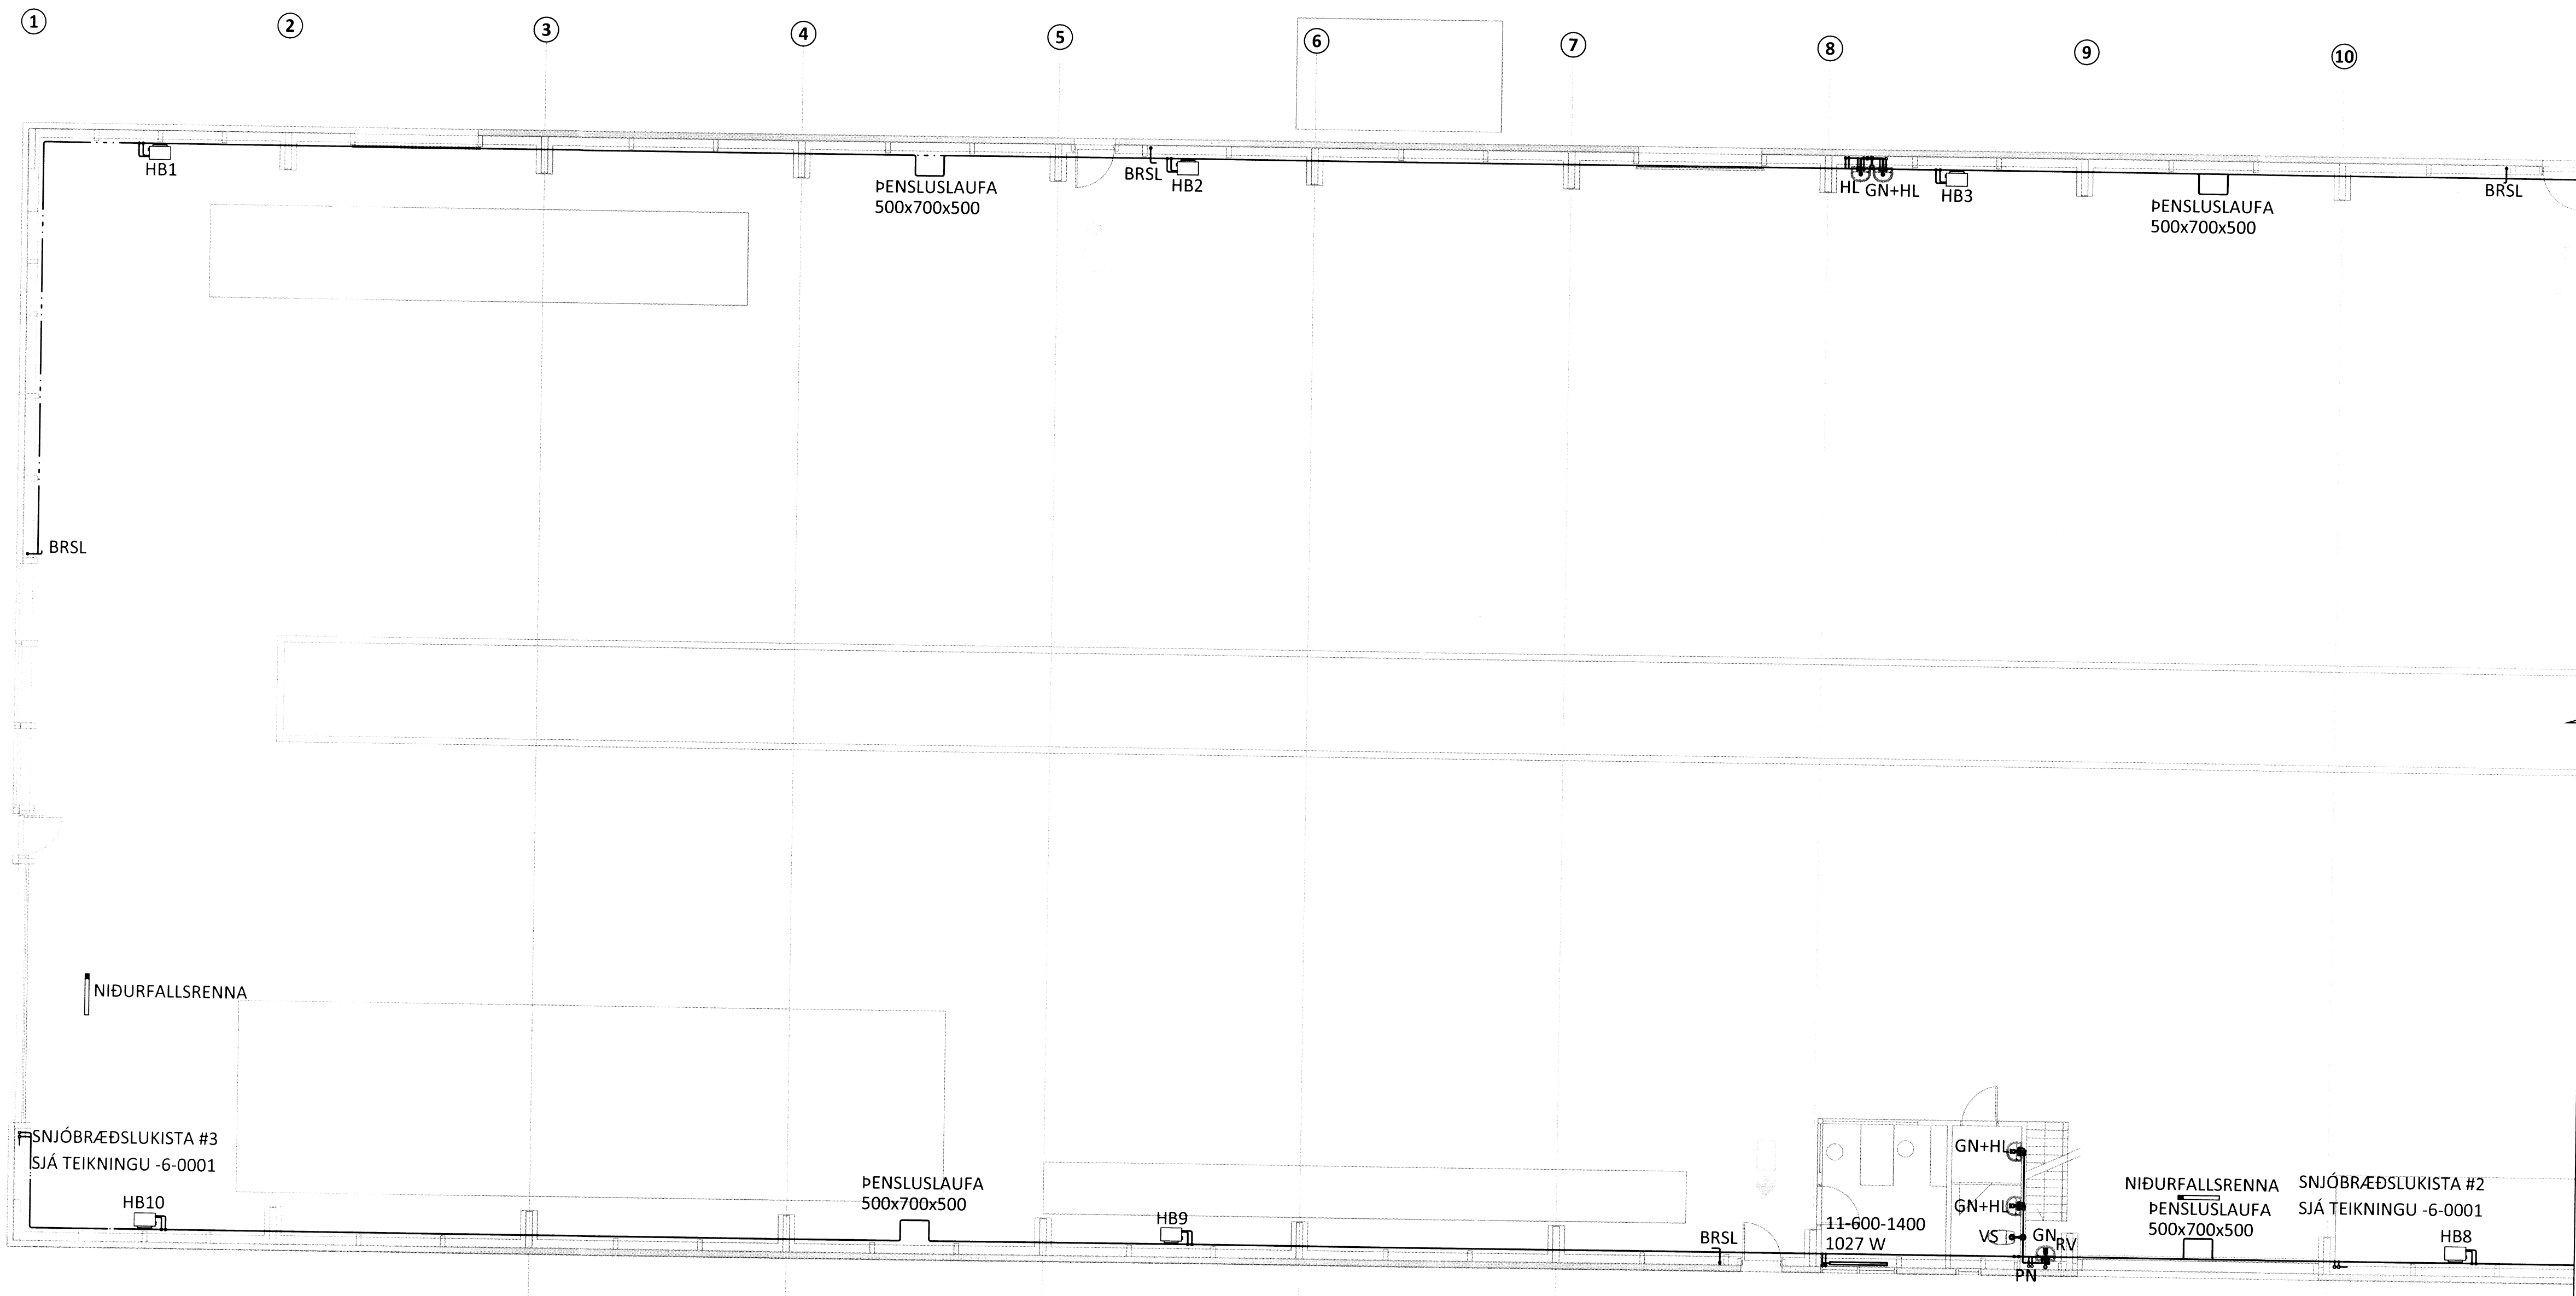 1
2
3
4
5
6
7
8
9
10
HB1
ÞENSLUSLAUFA
500x700x500
BRSL
HB2
HL
GN+HL
HB3
ÞENSLUSLAUFA
500x700x500
BRSL
BRSL
NIÐURFALLSRENNA
SNJÓBRÆÐSLUKISTA #3
SJÁ TEIKNINGU -6-0001
HB10
ÞENSLUSLAUFA
500x700x500
HB9
BRSL
11-600-1400
1027 W
GN+HL
GN+HL
VS
GN
RV
PN
NIÐURFALLSRENNA
ÞENSLUSLAUFA
500x700x500
SNJÓBRÆÐSLUKISTA #2
SJÁ TEIKNINGU -6-0001
HB8